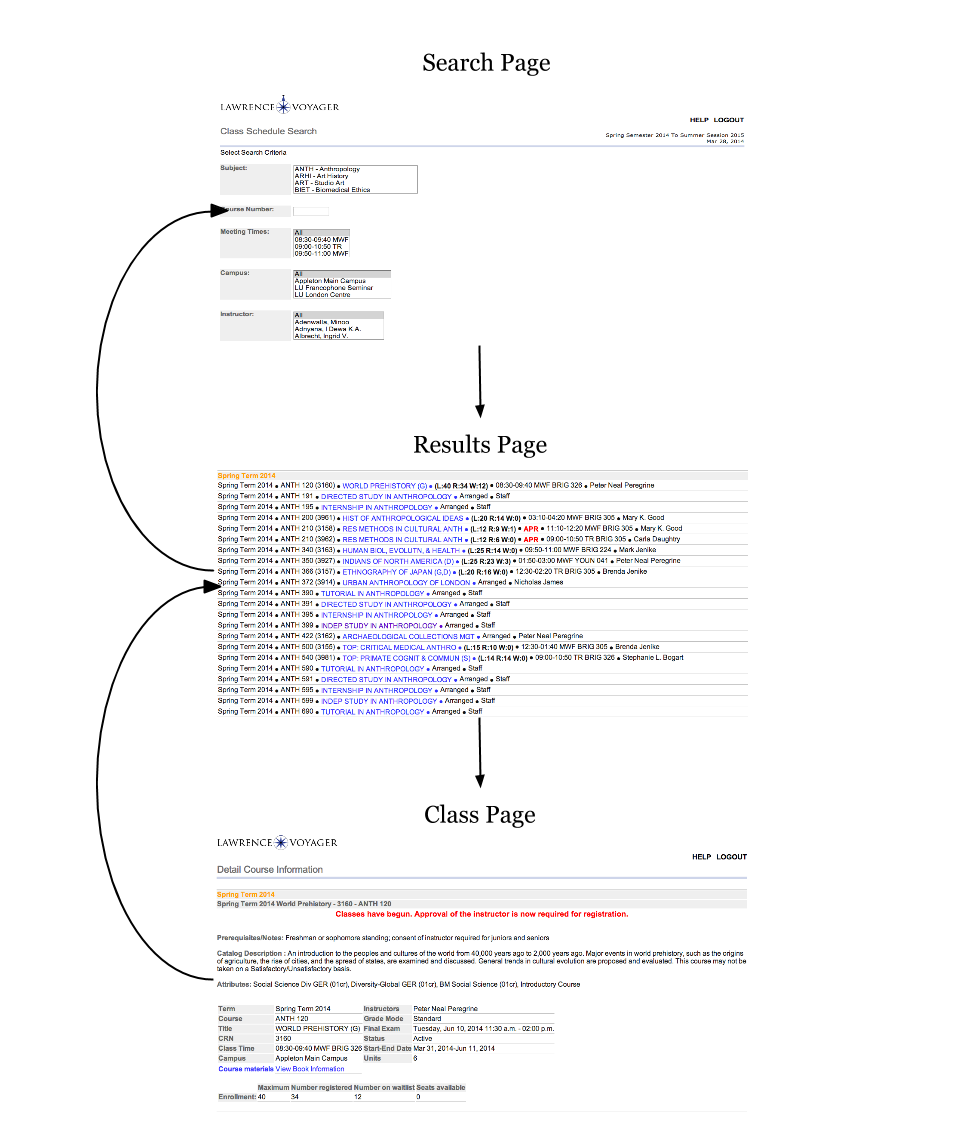 Search Page
LAWRENCE VOYAGER
HELP LOGOUT
Class Schedule Search
Spring Semester 2014 To Summer Session 2015
Mar 28, 2014
Select Search Criteria
Subject:
ANTH - Anthropology
ARHI - Art History
ART - Studio Art
BIET - Biomedical Ethics
Course Number:
Meeting Times:
All
08:30-09:40 MWF
09:00-10:50 TR
09:50-11:00 MWF
Campus:
All
Appleton Main Campus
LU Francophone Seminar
LU London Centre
Instructor:
All
Adenwalla, Minoo
Adnyana, I Dewa K.A.
Albrecht, Ingrid V.
Results Page
Spring Term 2014
Spring Term 2014 ● ANTH 120 (3160) ● WORLD PREHISTORY (G) ● (L:40 R:34 W:12) ● 08:30-09:40 MWF BRIG 326 ● Peter Neal Peregrine
Spring Term 2014 ● ANTH 191 ● DIRECTED STUDY IN ANTHROPOLOGY ● Arranged ● Staff
Spring Term 2014 ● ANTH 195 ● INTERNSHIP IN ANTHROPOLOGY ● Arranged ● Staff
Spring Term 2014 ● ANTH 200 (3961) ● HIST OF ANTHROPOLOGICAL IDEAS ● (L:20 R:14 W:0) ● 03:10-04:20 MWF BRIG 305 ● Mary K. Good
Spring Term 2014 ● ANTH 210 (3158) ● RES METHODS IN CULTURAL ANTH ● (L:12 R:9 W:1) ● APR ● 11:10-12:20 MWF BRIG 305 ● Mary K. Good
Spring Term 2014 ● ANTH 210 (3962) ● RES METHODS IN CULTURAL ANTH ● (L:12 R:6 W:0) ● APR ● 09:00-10:50 TR BRIG 305 ● Carla Daughtry
Spring Term 2014 ● ANTH 340 (3163) ● HUMAN BIOL, EVOLUTN, & HEALTH ● (L:25 R:14 W:0) ● 09:50-11:00 MWF BRIG 224 ● Mark Jenike
Spring Term 2014 ● ANTH 350 (3927) ● INDIANS OF NORTH AMERICA (D) ● (L:25 R:23 W:3) ● 01:50-03:00 MWF YOUN 041 ● Peter Neal Peregrine
Spring Term 2014 ● ANTH 366 (3157) ● ETHNOGRAPHY OF JAPAN (G,D) ● (L:20 R:16 W:0) ● 12:30-02:20 TR BRIG 305 ● Brenda Jenike
Spring Term 2014 ● ANTH 372 (3914) ● URBAN ANTHROPOLOGY OF LONDON ● Arranged ● Nicholas James
Spring Term 2014 ● ANTH 390 ● TUTORIAL IN ANTHROPOLOGY ● Arranged ● Staff
Spring Term 2014 ● ANTH 391 ● DIRECTED STUDY IN ANTHROPOLOGY ● Arranged ● Staff
Spring Term 2014 ● ANTH 395 ● INTERNSHIP IN ANTHROPOLOGY ● Arranged ● Staff
Spring Term 2014 ● ANTH 399 ● INDEP STUDY IN ANTHROPOLOGY ● Arranged ● Staff
Spring Term 2014 ● ANTH 422 (3162) ● ARCHAEOLOGICAL COLLECTIONS MGT ● Arranged ● Peter Neal Peregrine
Spring Term 2014 ● ANTH 500 (3155) ● TOP: CRITICAL MEDICAL ANTHRO ● (L:15 R:10 W:0) ● 12:30-01:40 MWF BRIG 305 ● Brenda Jenike
Spring Term 2014 ● ANTH 540 (3981) ● TOP: PRIMATE COGNIT & COMMUN (S) ● (L:14 R:14 W:0) ● 09:00-10:50 TR BRIG 326 ● Stephanie L. Bogart
Spring Term 2014 ● ANTH 590 ● TUTORIAL IN ANTHROPOLOGY ● Arranged ● Staff
Spring Term 2014 ● ANTH 591 ● DIRECTED STUDY IN ANTHROPOLOGY ● Arranged ● Staff
Spring Term 2014 ● ANTH 595 ● INTERNSHIP IN ANTHROPOLOGY ● Arranged ● Staff
Spring Term 2014 ● ANTH 599 ● INDEP STUDY IN ANTHROPOLOGY ● Arranged ● Staff
Spring Term 2014 ● ANTH 690 ● TUTORIAL IN ANTHROPOLOGY ● Arranged ● Staff
Class Page
LAWRENCE VOYAGER
HELP LOGOUT
Detail Course Information
Spring Term 2014
Spring Term 2014 World Prehistory - 3160 - ANTH 120
Classes have begun. Approval of the instructor is now required for registration.
Prerequisites/Notes: Freshman or sophomore standing; consent of instructor required for juniors and seniors
Catalog Description : An introduction to the peoples and cultures of the world from 40,000 years ago to 2,000 years ago. Major events in world prehistory, such as the origins
of agriculture, the rise of cities, and the spread of states, are examined and discussed. General trends in cultural evolution are proposed and evaluated. This course may not be
taken on a Satisfactory/Unsatisfactory basis.
Attributes: Social Science Div GER (01cr), Diversity-Global GER (01cr), BM Social Science (01cr), Introductory Course
Term Spring Term 2014 Instructors Peter Neal Peregrine
Course ANTH 120 Grade Mode Standard
Title WORLD PREHISTORY (G) Final Exam Tuesday, Jun 10, 2014 11:30 a.m. - 02:00 p.m.
CRN 3160 Status Active
Class Time 08:30-09:40 MWF BRIG 326 Start-End Date Mar 31, 2014-Jun 11, 2014
Campus Appleton Main Campus Units 6
Course materials View Book Information
Maximum Number registered Number on waitlist Seats available
Enrollment: 40 34 12 0